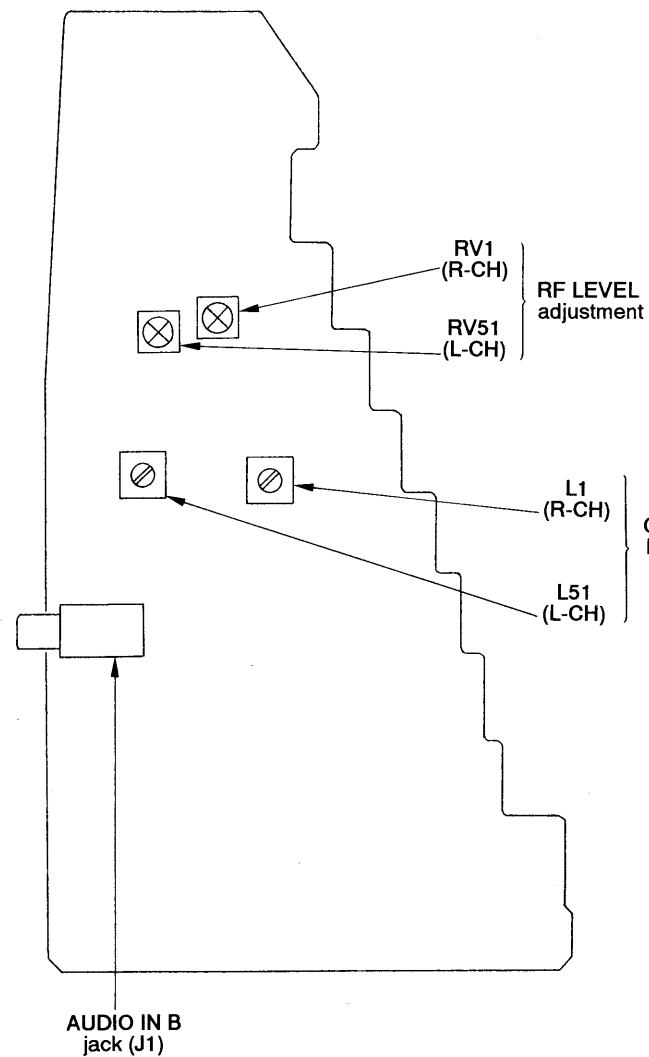 RV1
(R-CH)
RF LEVEL
adjustment
RV51
(L-CH)
L1
(R-CH)
L51
(L-CH)
AUDIO IN B
jack (J1)